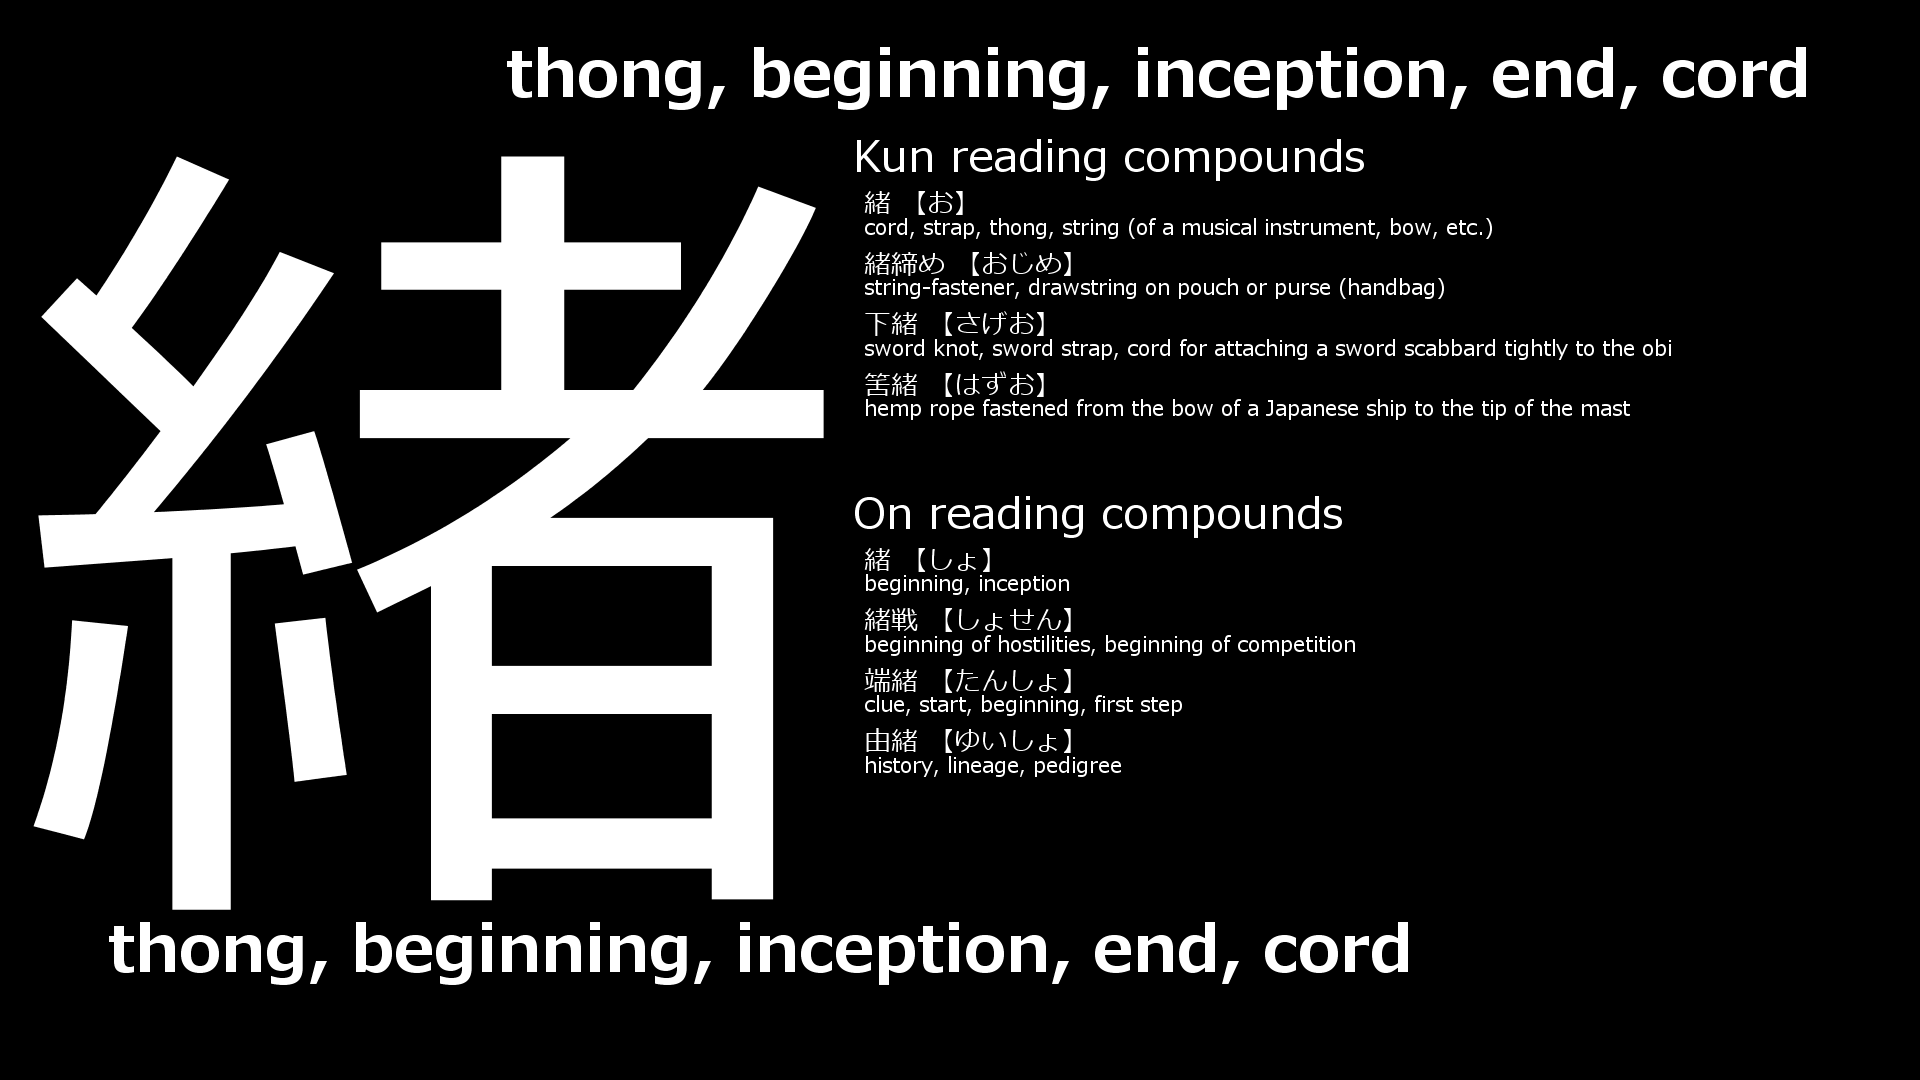 thong, beginning, inception, end, cord
緒
Kun reading compounds
緒 【お】
cord, strap, thong, string (of a musical instrument, bow, etc.)
緒締め 【おじめ】
string-fastener, drawstring on pouch or purse (handbag)
下緒 【さげお】
sword knot, sword strap, cord for attaching a sword scabbard tightly to the obi
筈緒 【はずお】
hemp rope fastened from the bow of a Japanese ship to the tip of the mast
On reading compounds
緒 【しょ】
beginning, inception
緒戦 【しょせん】
beginning of hostilities, beginning of competition
端緒 【たんしょ】
clue, start, beginning, first step
由緒 【ゆいしょ】
history, lineage, pedigree
thong, beginning, inception, end, cord